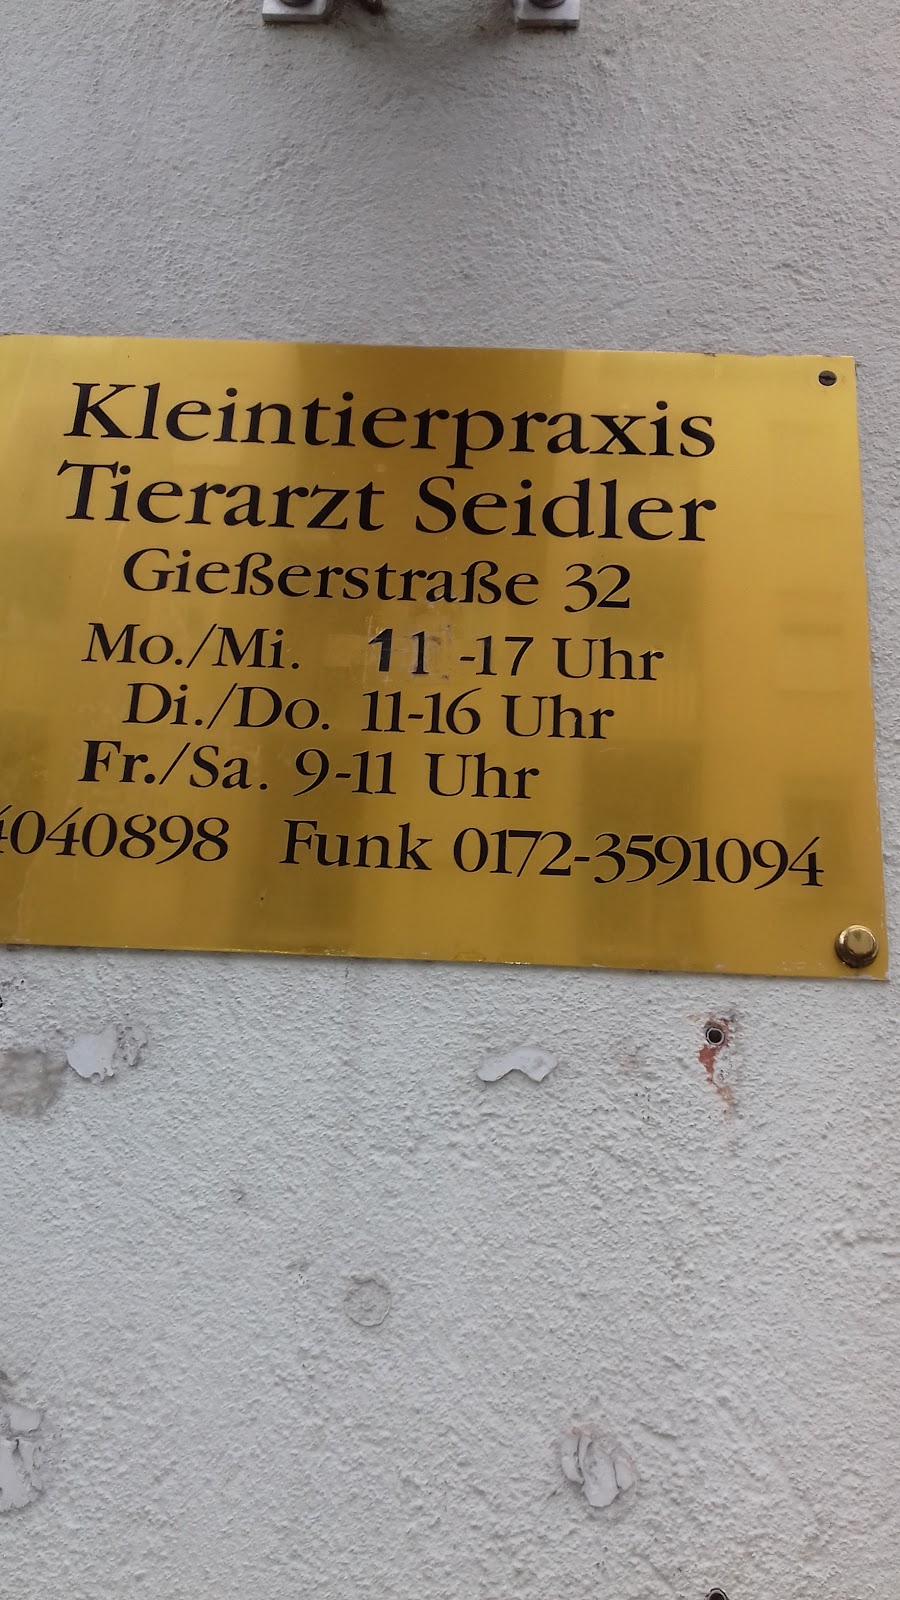 Kleintierpraxis
Tierarzt Seidler
Gießerstraße 32
Mo./Mi. 11 -17 Uhr
Di./Do. 11-16 Uhr
Fr./Sa. 9-11 Uhr
4040898 Funk 0172-3591094